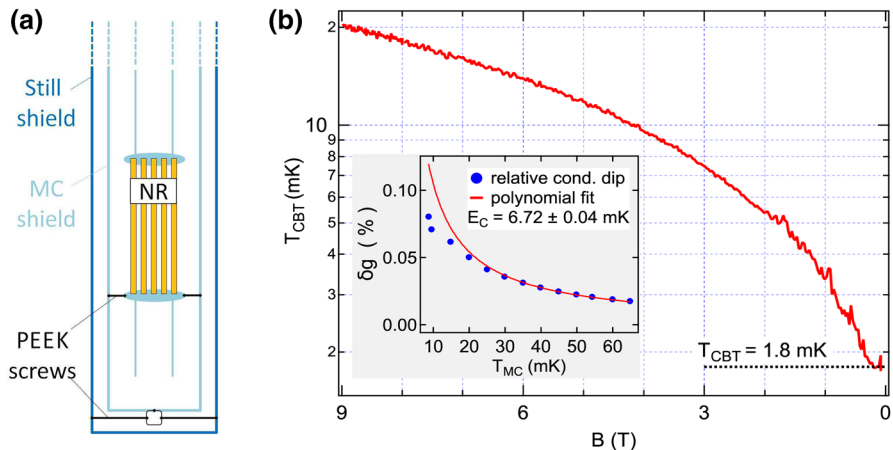 (a)
Still
shield
MC
shield
NR
PEEK
screws
(b)
T_CBT (mK)
2
10
9
8
7
6
5
4
3
2
T_CBT = 1.8 mK
9
6
3
0
B (T)
relative cond. dip
polynomial fit
E_C = 6.72 ± 0.04 mK
δg (%)
0.10
0.05
0.00
10
20
30
40
50
60
T_MC (mK)